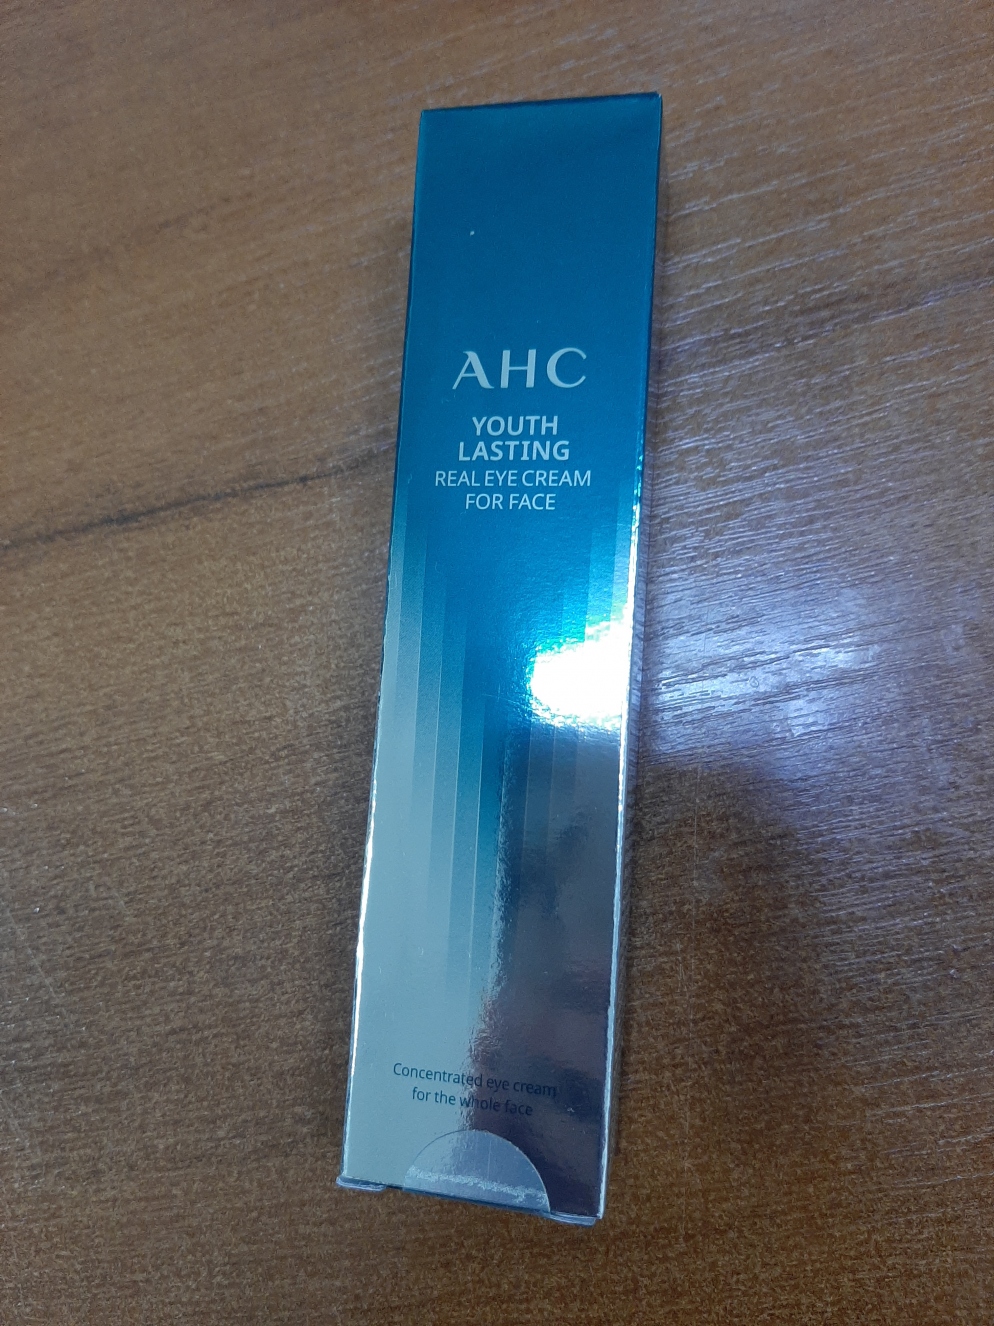 AHC
YOUTH
LASTING
REAL EYE CREAM
FOR FACE
Concentrated eye cream
for the whole face